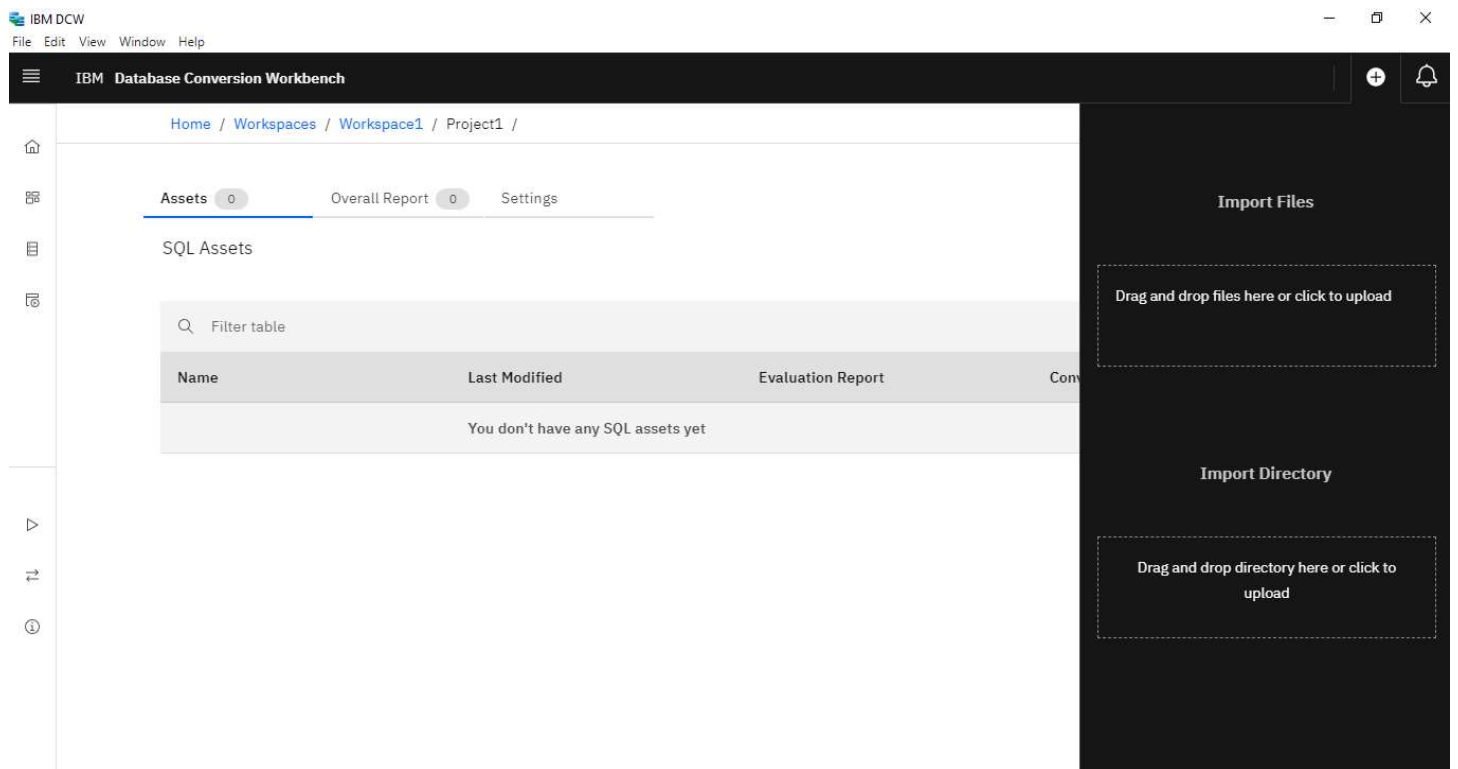 IBM DCW
File Edit View Window Help
IBM Database Conversion Workbench
Home / Workspaces / Workspace1 / Project1 /
Assets 0 Overall Report 0 Settings
SQL Assets
Filter table
Name Last Modified Evaluation Report
You don't have any SQL assets yet
Import Files
Drag and drop files here or click to upload
Import Directory
Drag and drop directory here or click to
upload